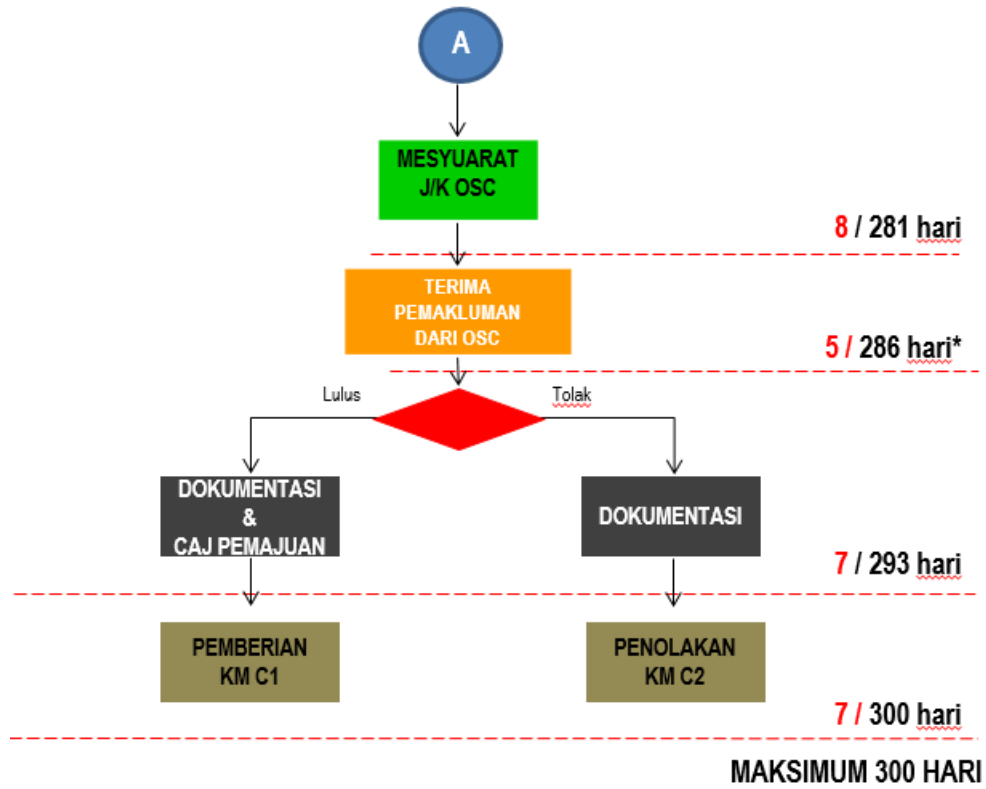 A
MESYUARAT
J/K OSC
8 / 281 hari
TERIMA
PEMAKLUMAN
DARI OSC
5 / 286 hari*
Lulus
Tolak
DOKUMENTASI
&
CAJ PEMAJUAN
DOKUMENTASI
7 / 293 hari
PEMBERIAN
KM C1
PENOLAKAN
KM C2
7 / 300 hari
MAKSIMUM 300 HARI